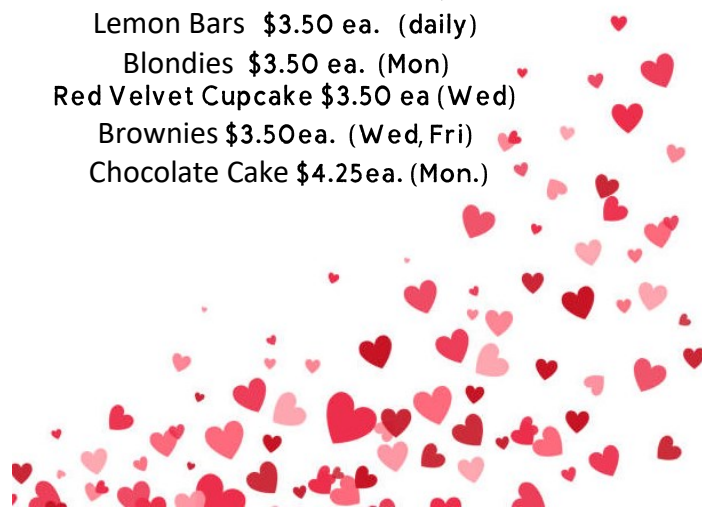 Lemon Bars $3.50 ea. (daily)
Blondies $3.50 ea. (Mon)
Red Velvet Cupcake $3.50 ea (Wed)
Brownies $3.50ea. (Wed, Fri)
Chocolate Cake $4.25ea. (Mon.)